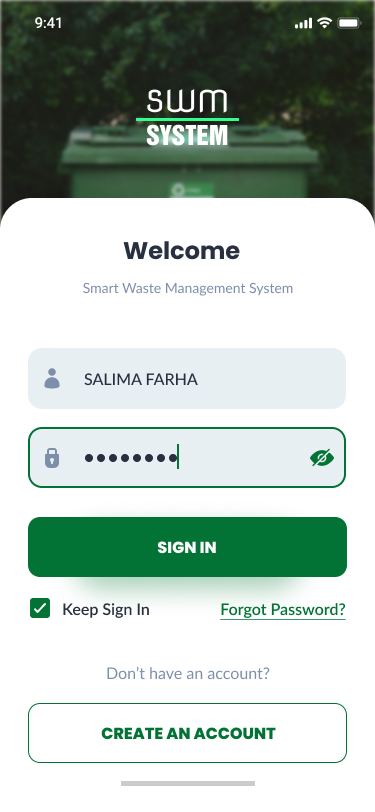 9:41
SWM
SYSTEM
Welcome
Smart Waste Management System
SALIMA FARHA
SIGN IN
Keep Sign In
Forgot Password?
Don't have an account?
CREATE AN ACCOUNT